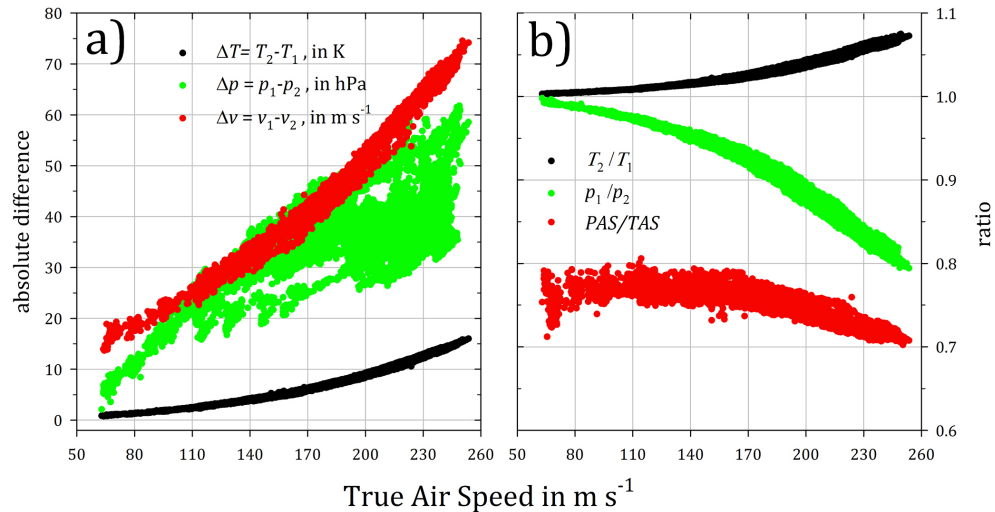 a)
ΔT= T₂-T₁ , in K
Δp = p₁-p₂ , in hPa
Δv = v₁-v₂, in m s⁻¹
absolute difference
80
70
60
50
40
30
20
10
0
50 80 110 140 170 200 230 260
b)
T₂ / T₁
p₁ /p₂
PAS/TAS
ratio
1.1
1.0
0.9
0.8
0.7
0.6
50 80 110 140 170 200 230 260
True Air Speed in m s⁻¹